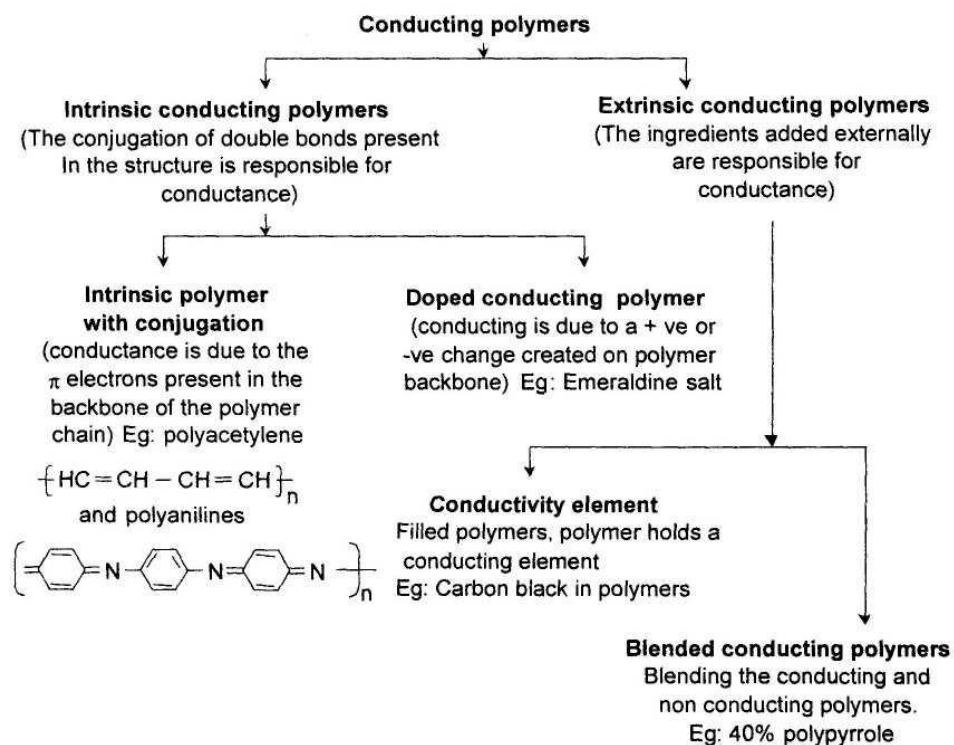 Conducting polymers
Intrinsic conducting polymers
(The conjugation of double bonds present
In the structure is responsible for
conductance)
Extrinsic conducting polymers
(The ingredients added externally
are responsible for
conductance)
Intrinsic polymer
with conjugation
(conductance is due to the
π electrons present in the
backbone of the polymer
chain) Eg: polyacetylene
{HC=CH–CH=CH}n
and polyanilines
=N–N=N–n
Doped conducting polymer
(conducting is due to a + ve or
-ve change created on polymer
backbone) Eg: Emeraldine salt
Conductivity element
Filled polymers, polymer holds a
conducting element
Eg: Carbon black in polymers
Blended conducting polymers
Blending the conducting and
non conducting polymers.
Eg: 40% polypyrrole